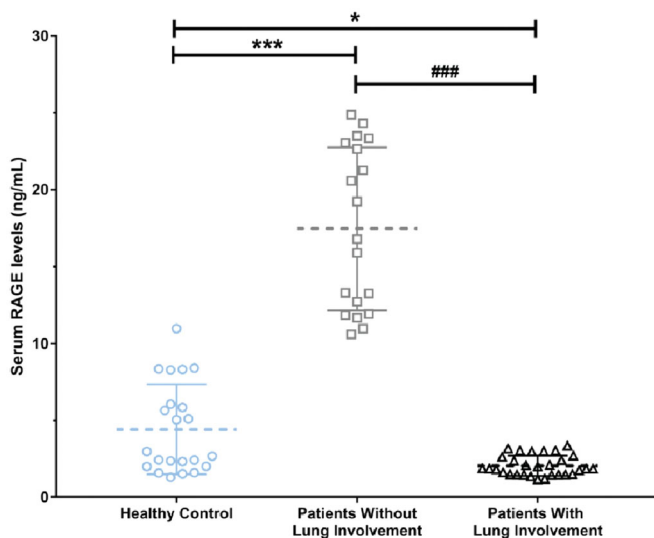 *
***
###
30
20
10
0
Serum RAGE levels (ng/mL)
Healthy Control
Patients Without
Lung Involvement
Patients With
Lung Involvement